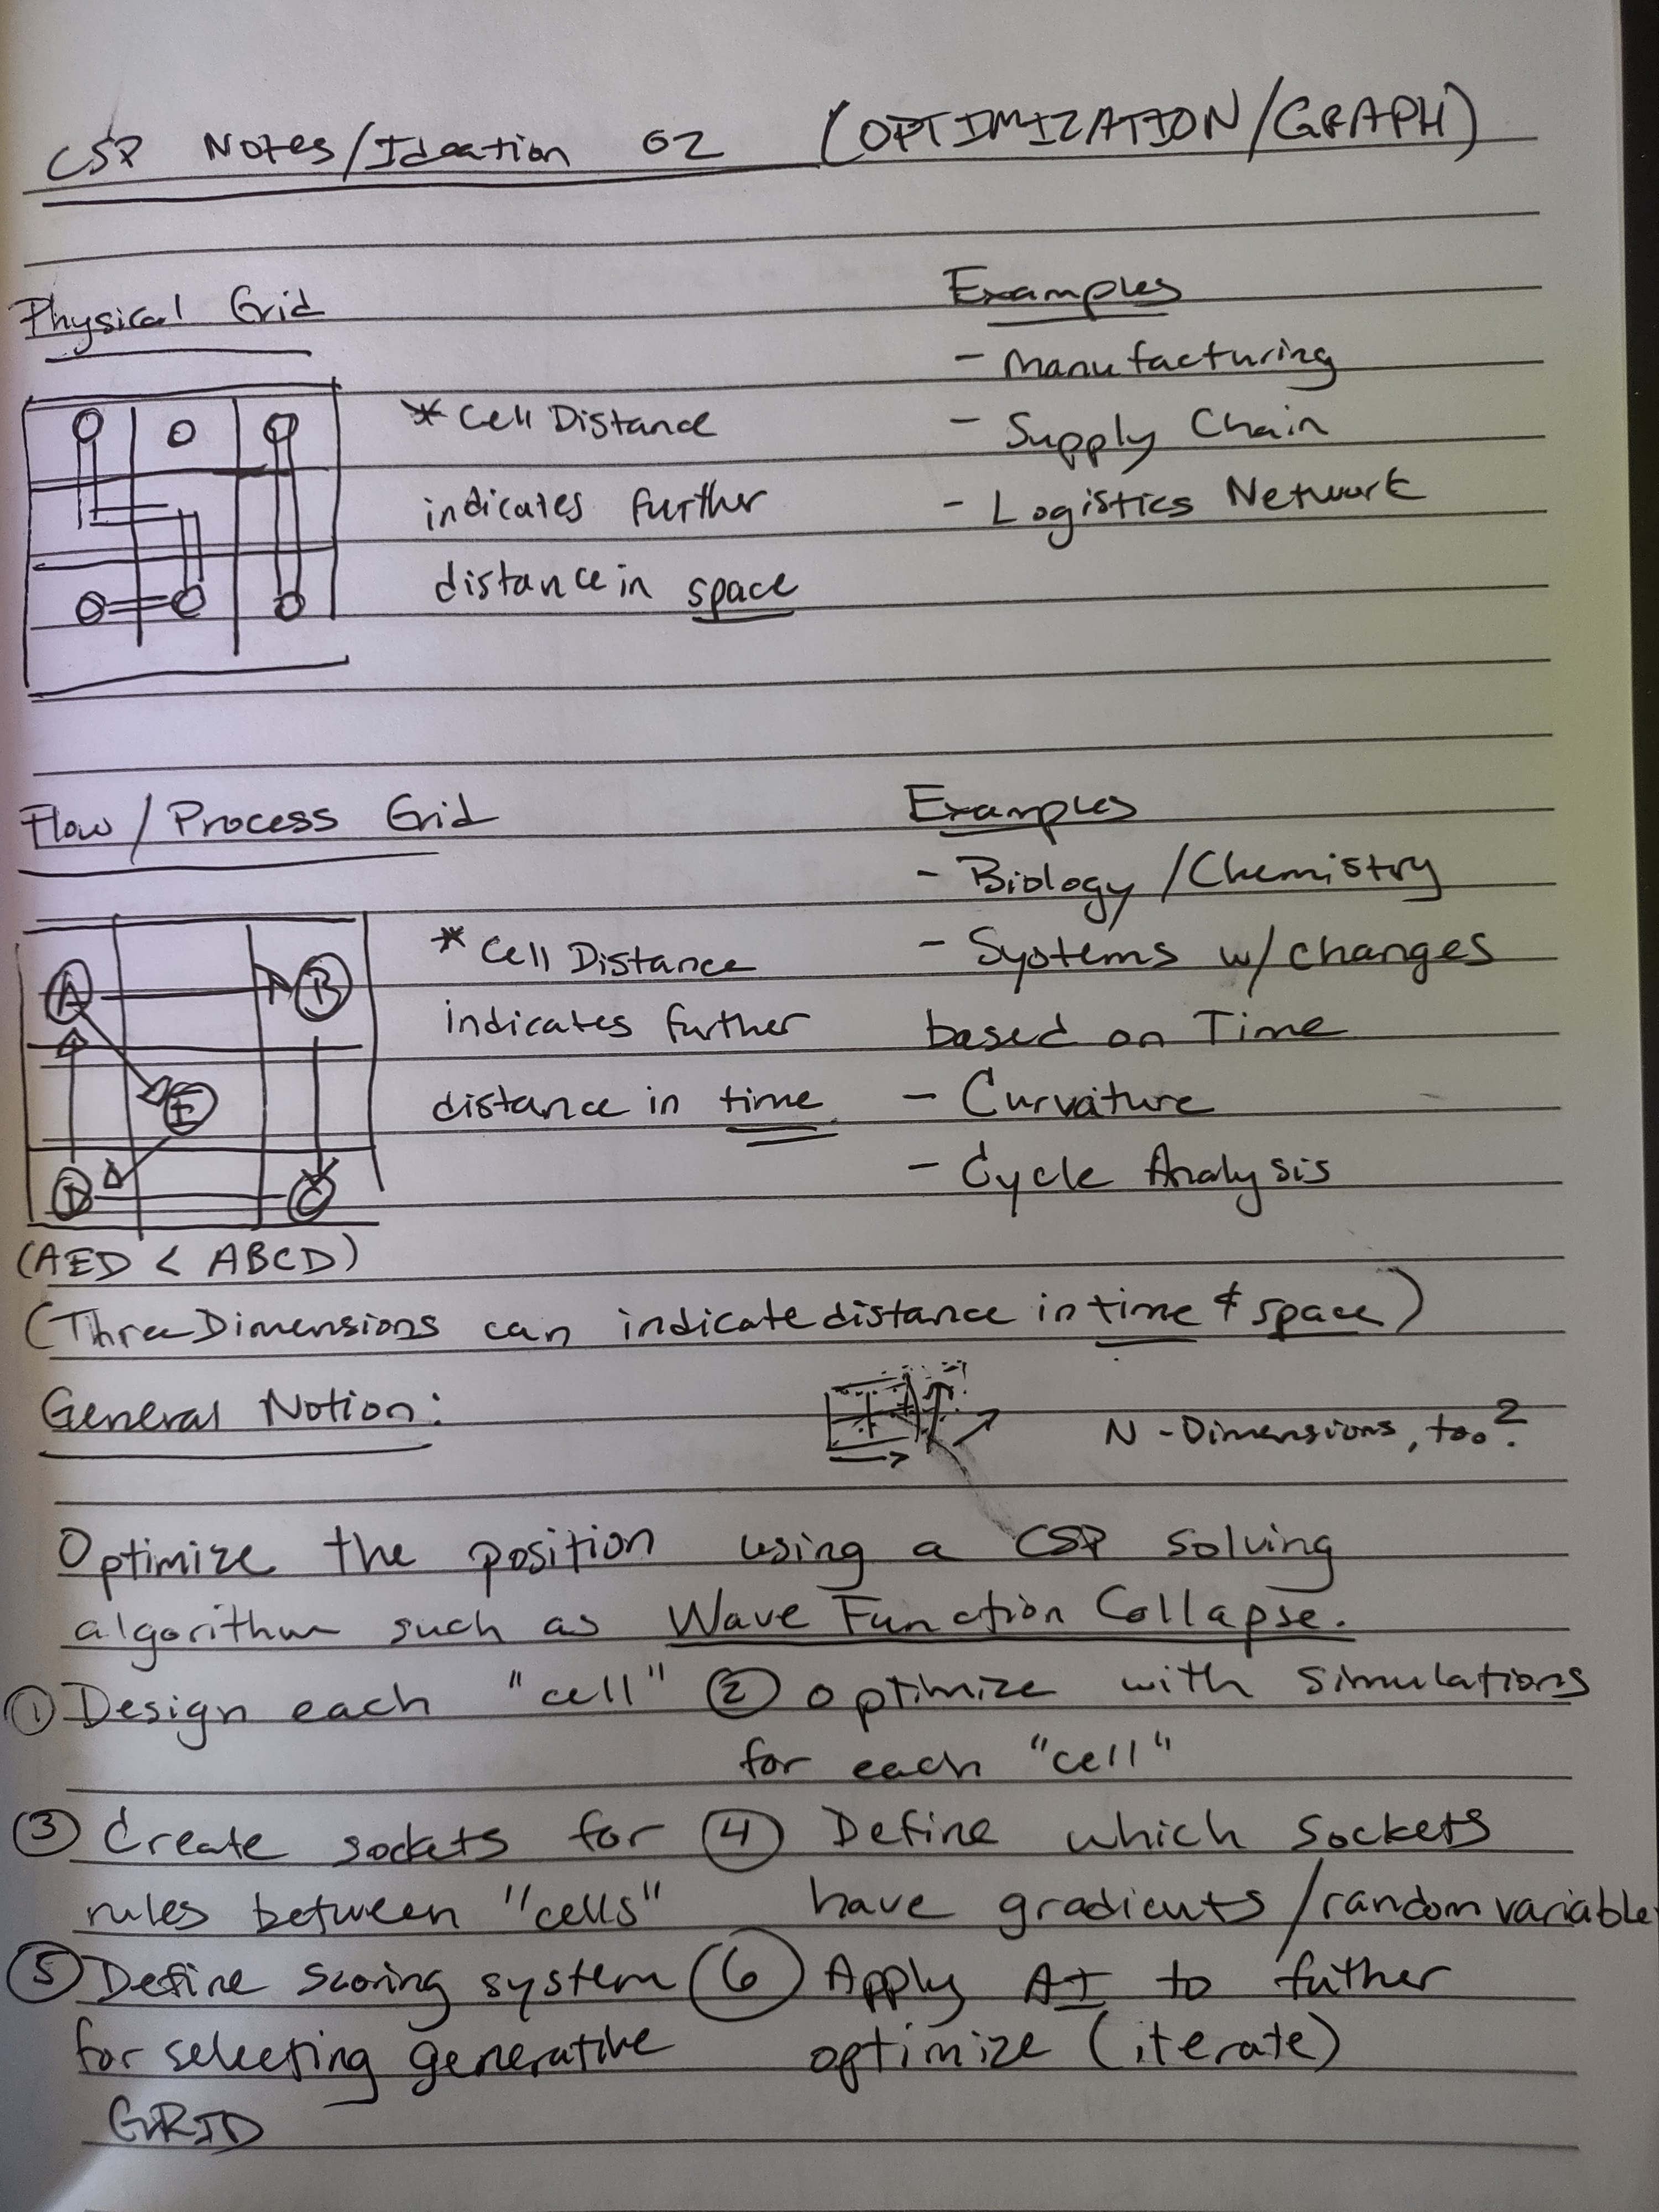 CSP Notes/Ideation 02 (OPTIMIZATION/GRAPH)
Physical Grid
* Cell Distance
indicates further
distance in space
Examples
- Manufacturing
- Supply Chain
- Logistics Network
Flow/Process Grid
A
B
E
D
C
* Cell Distance
indicates further
distance in time
Examples
- Biology/Chemistry
- Systems w/ changes
based on Time
- Curvature
- Cycle Analysis
(AED < ABCD)
(Three Dimensions can indicate distance in time & space)
General Notion:
N-Dimensions, too?
Optimize the position using a CSP solving
algorithm such as Wave Function Collapse.
① Design each "cell"
② optimize with simulations
for each "cell"
③ Create sockets for
rules between "cells"
④ Define which sockets
have gradients/random variable
⑤ Define scoring system
for selecting generative
GRID
⑥ Apply AI to futher
optimize (iterate)